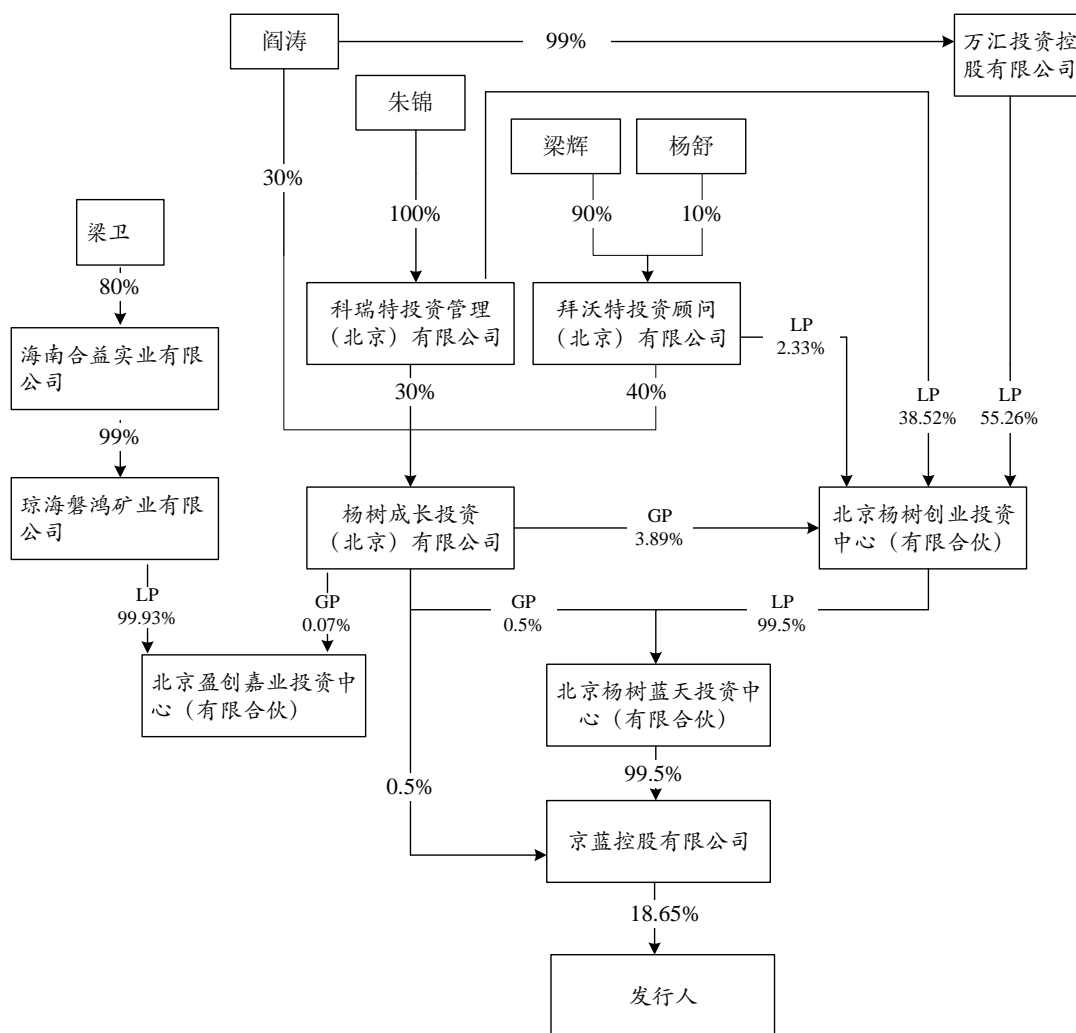 阎涛
99%
万汇投资控
股有限公司
朱锦
梁辉
杨舒
30%
100%
90%
10%
梁卫
80%
科瑞特投资管理
（北京）有限公司
拜沃特投资顾问
（北京）有限公司
LP
2.33%
海南合益实业有限
公司
30%
40%
LP
38.52%
LP
55.26%
99%
琼海磐鸿矿业有限
公司
杨树成长投资
（北京）有限公司
GP
3.89%
北京杨树创业投资
中心（有限合伙）
LP
99.93%
GP
0.07%
GP
0.5%
LP
99.5%
北京盈创嘉业投资中
心（有限合伙）
北京杨树蓝天投资中
心（有限合伙）
0.5%
99.5%
京蓝控股有限公司
18.65%
发行人